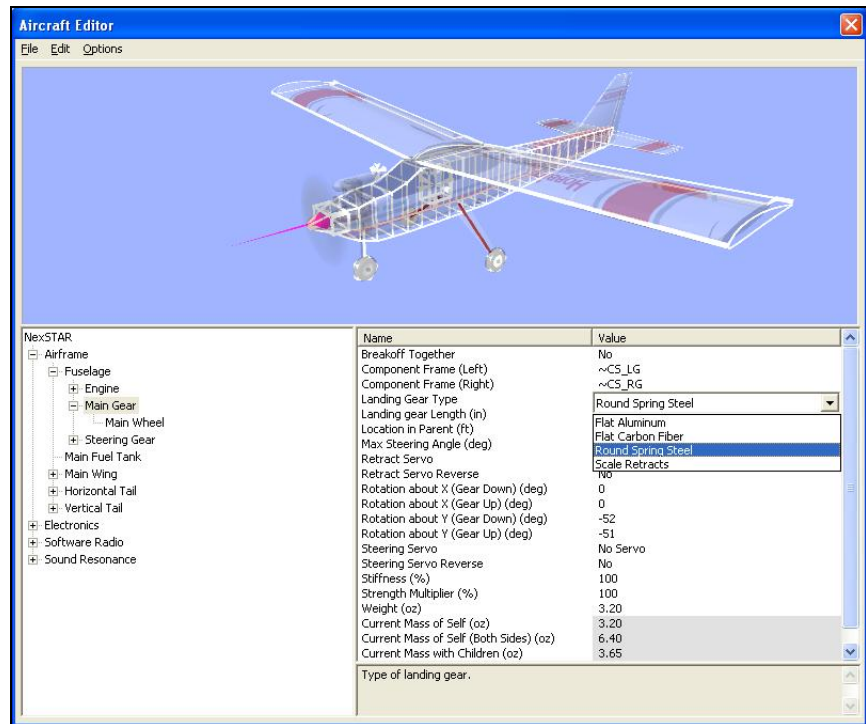 Aircraft Editor
File Edit Options
NexSTAR
Airframe
Fuselage
Engine
Main Gear
Main Wheel
Steering Gear
Main Fuel Tank
Main Wing
Horizontal Tail
Vertical Tail
Electronics
Software Radio
Sound Resonance
Name Value
Breakoff Together No
Component Frame (Left) ~CS_LG
Component Frame (Right) ~CS_RG
Landing Gear Type Round Spring Steel
Landing gear Length (in)
Flat Aluminum
Location in Parent (ft)
Flat Carbon Fiber
Max Steering Angle (deg)
Round Spring Steel
Retract Servo
Scale Retracts
Retract Servo Reverse No
Rotation about X (Gear Down) (deg) 0
Rotation about X (Gear Up) (deg) 0
Rotation about Y (Gear Down) (deg) -52
Rotation about Y (Gear Up) (deg) -51
Steering Servo No Servo
Steering Servo Reverse No
Stiffness (%) 100
Strength Multiplier (%) 100
Weight (oz) 3.20
Current Mass of Self (oz) 3.20
Current Mass of Self (Both Sides) (oz) 6.40
Current Mass with Children (oz) 3.65
Type of landing gear.